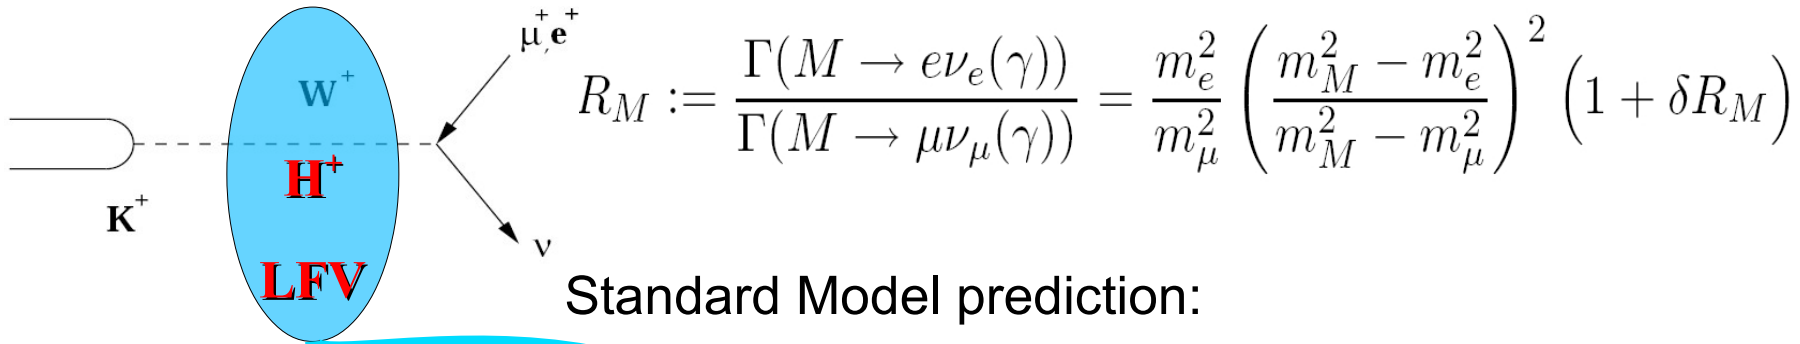 μ⁺,e⁺
W⁺
H⁺
K⁺
LFV
ν
R_M := Γ(M → eν_e(γ)) / Γ(M → μν_μ(γ)) = m_e² / m_μ² ( (m_M² − m_e²) / (m_M² − m_μ²) )² (1 + δR_M)
Standard Model prediction: